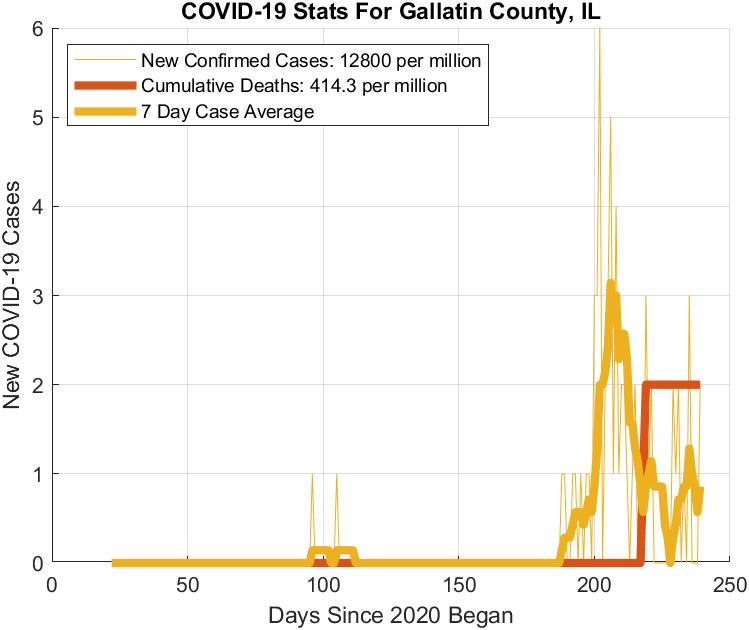 COVID-19 Stats For Gallatin County, IL
New Confirmed Cases: 12800 per million
Cumulative Deaths: 414.3 per million
7 Day Case Average
New COVID-19 Cases
6
5
4
3
2
1
0
0 50 100 150 200 250
Days Since 2020 Began